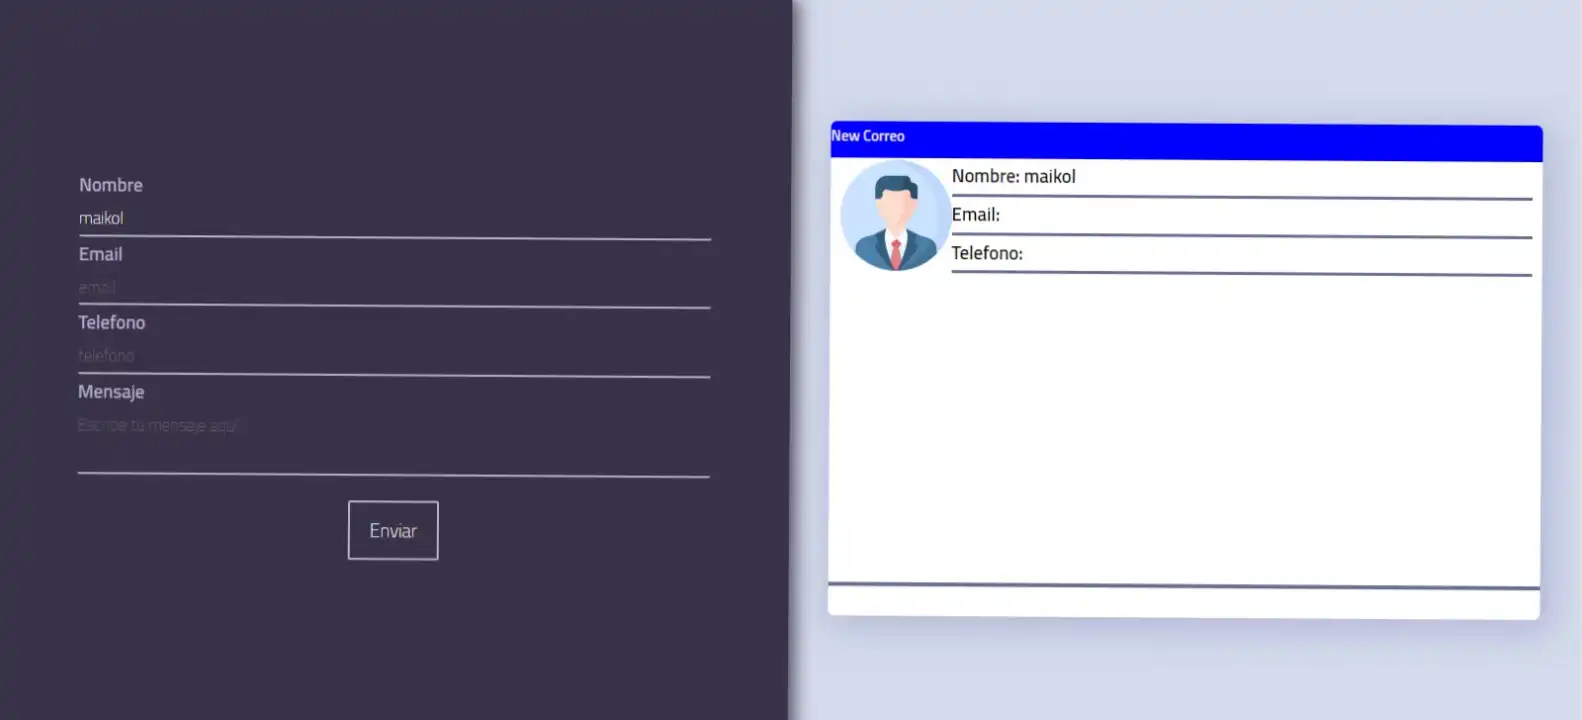 Nombre
maikol
Email
email
Telefono
telefono
Mensaje
Escribe tu mensaje aquí
Enviar
New Correo
Nombre: maikol
Email:
Telefono: